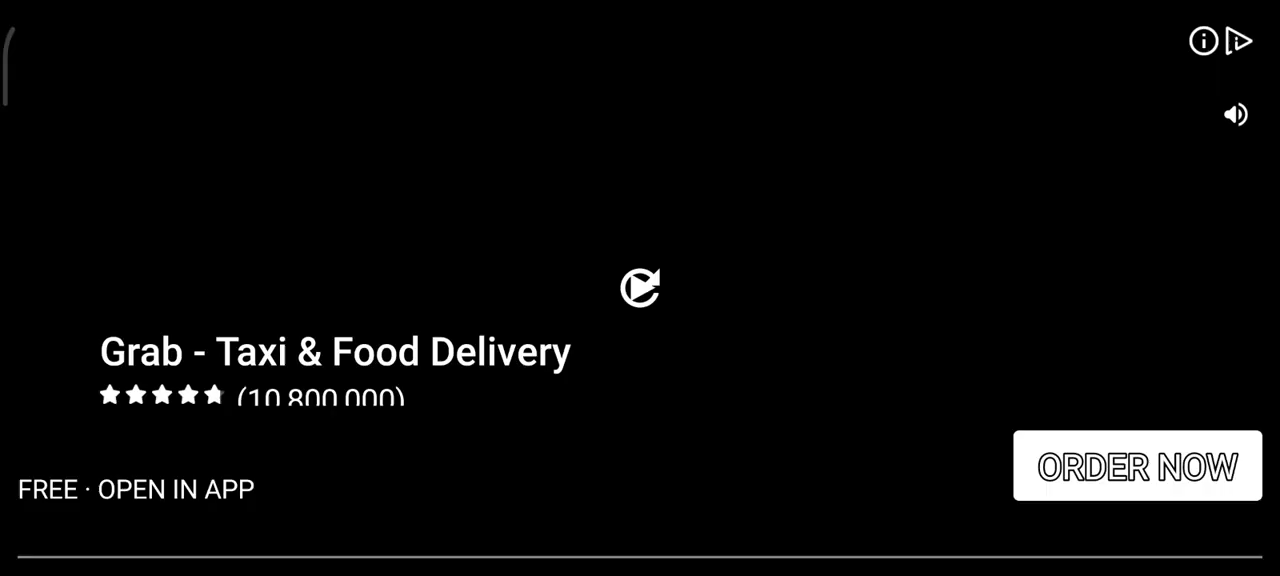 Grab - Taxi & Food Delivery
(10 800 000)
FREE · OPEN IN APP
ORDER NOW